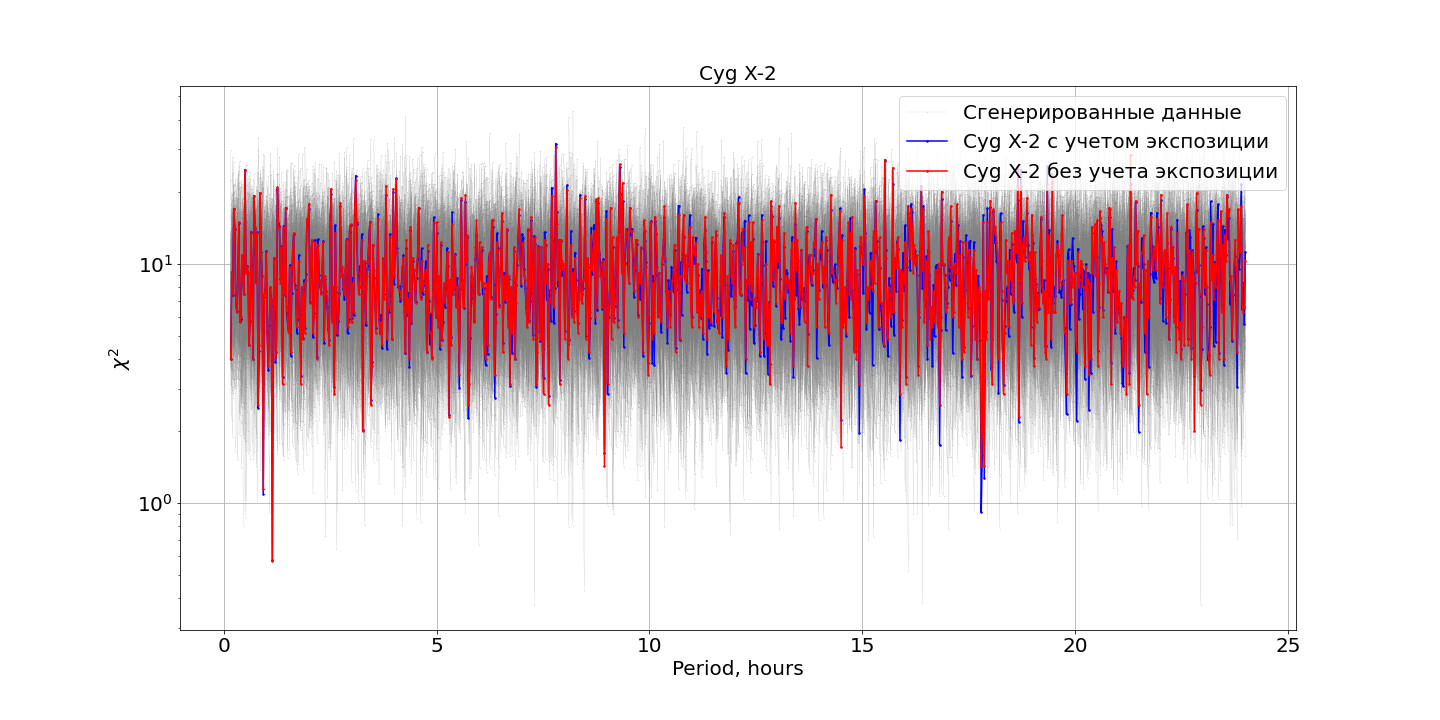 Cyg X-2
Сгенерированные данные
Cyg X-2 с учетом экспозиции
Cyg X-2 без учета экспозиции
χ²
10¹
10⁰
0 5 10 15 20 25
Period, hours